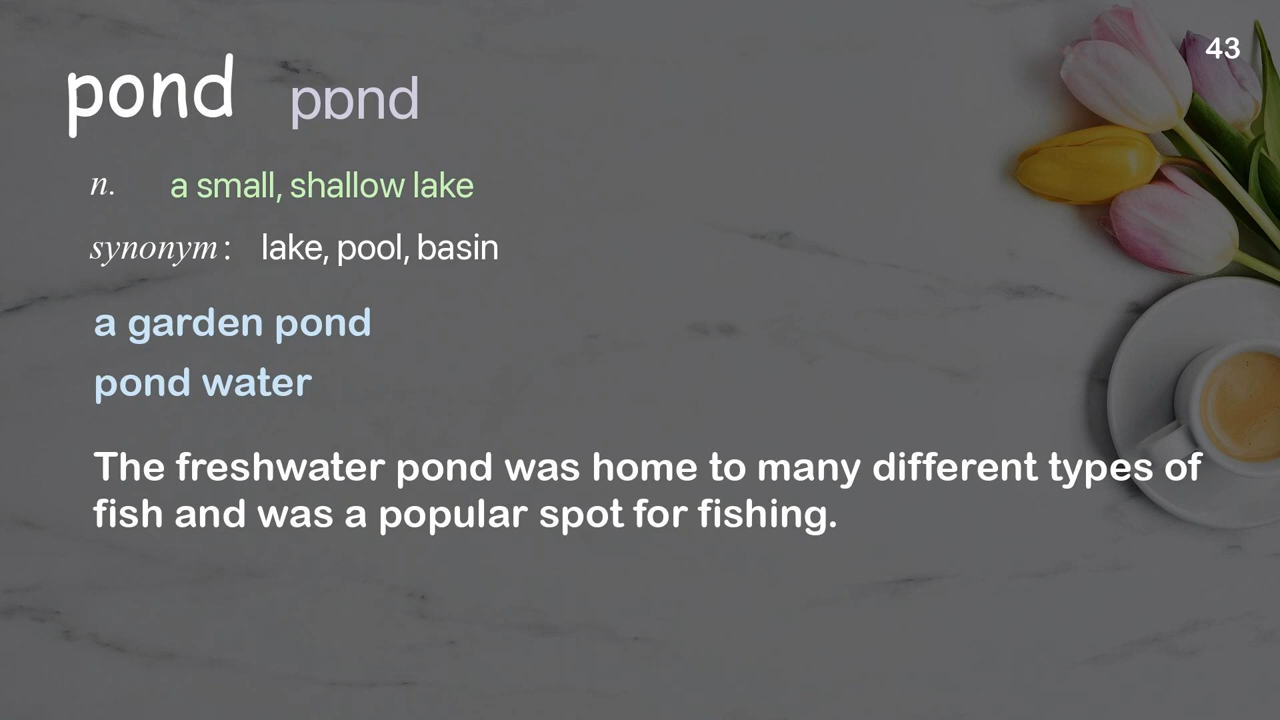 43
pond pɒnd
n. a small, shallow lake
synonym : lake, pool, basin
a garden pond
pond water
The freshwater pond was home to many different types of
fish and was a popular spot for fishing.